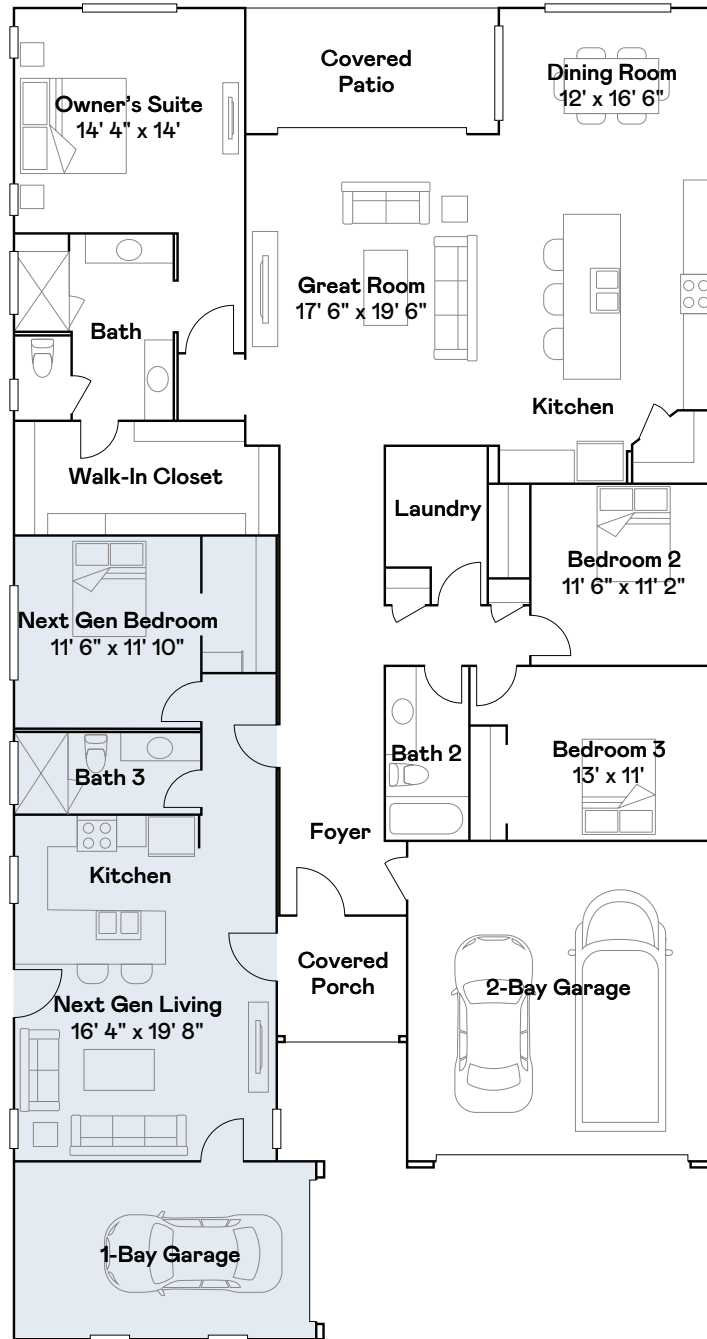 Covered
Patio
Dining Room
12' x 16' 6"
Owner's Suite
14' 4" x 14'
Great Room
17' 6" x 19' 6"
Bath
Kitchen
Walk-In Closet
Laundry
Bedroom 2
11' 6" x 11' 2"
Next Gen Bedroom
11' 6" x 11' 10"
Bath 3
Bath 2
Bedroom 3
13' x 11'
Foyer
Kitchen
Covered
Porch
2-Bay Garage
Next Gen Living
16' 4" x 19' 8"
1-Bay Garage